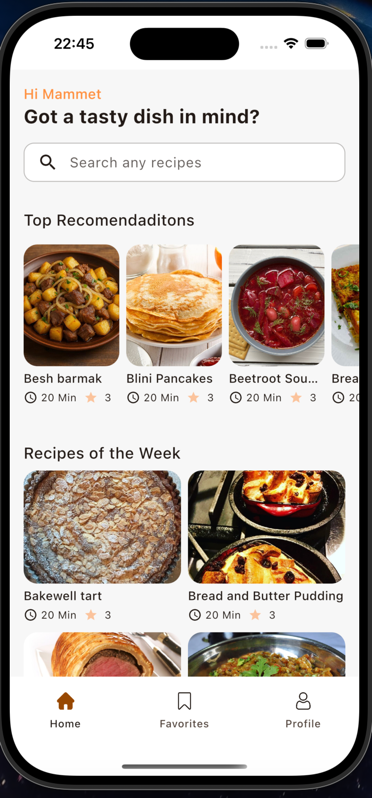 22:45
Hi Mammet
Got a tasty dish in mind?
Search any recipes
Top Recomendaditons
Besh barmak
Blini Pancakes
Beetroot Sou...
Brea
20 Min 3
20 Min 3
20 Min 3
20
Recipes of the Week
Bakewell tart
Bread and Butter Pudding
20 Min 3
20 Min 3
Home
Favorites
Profile